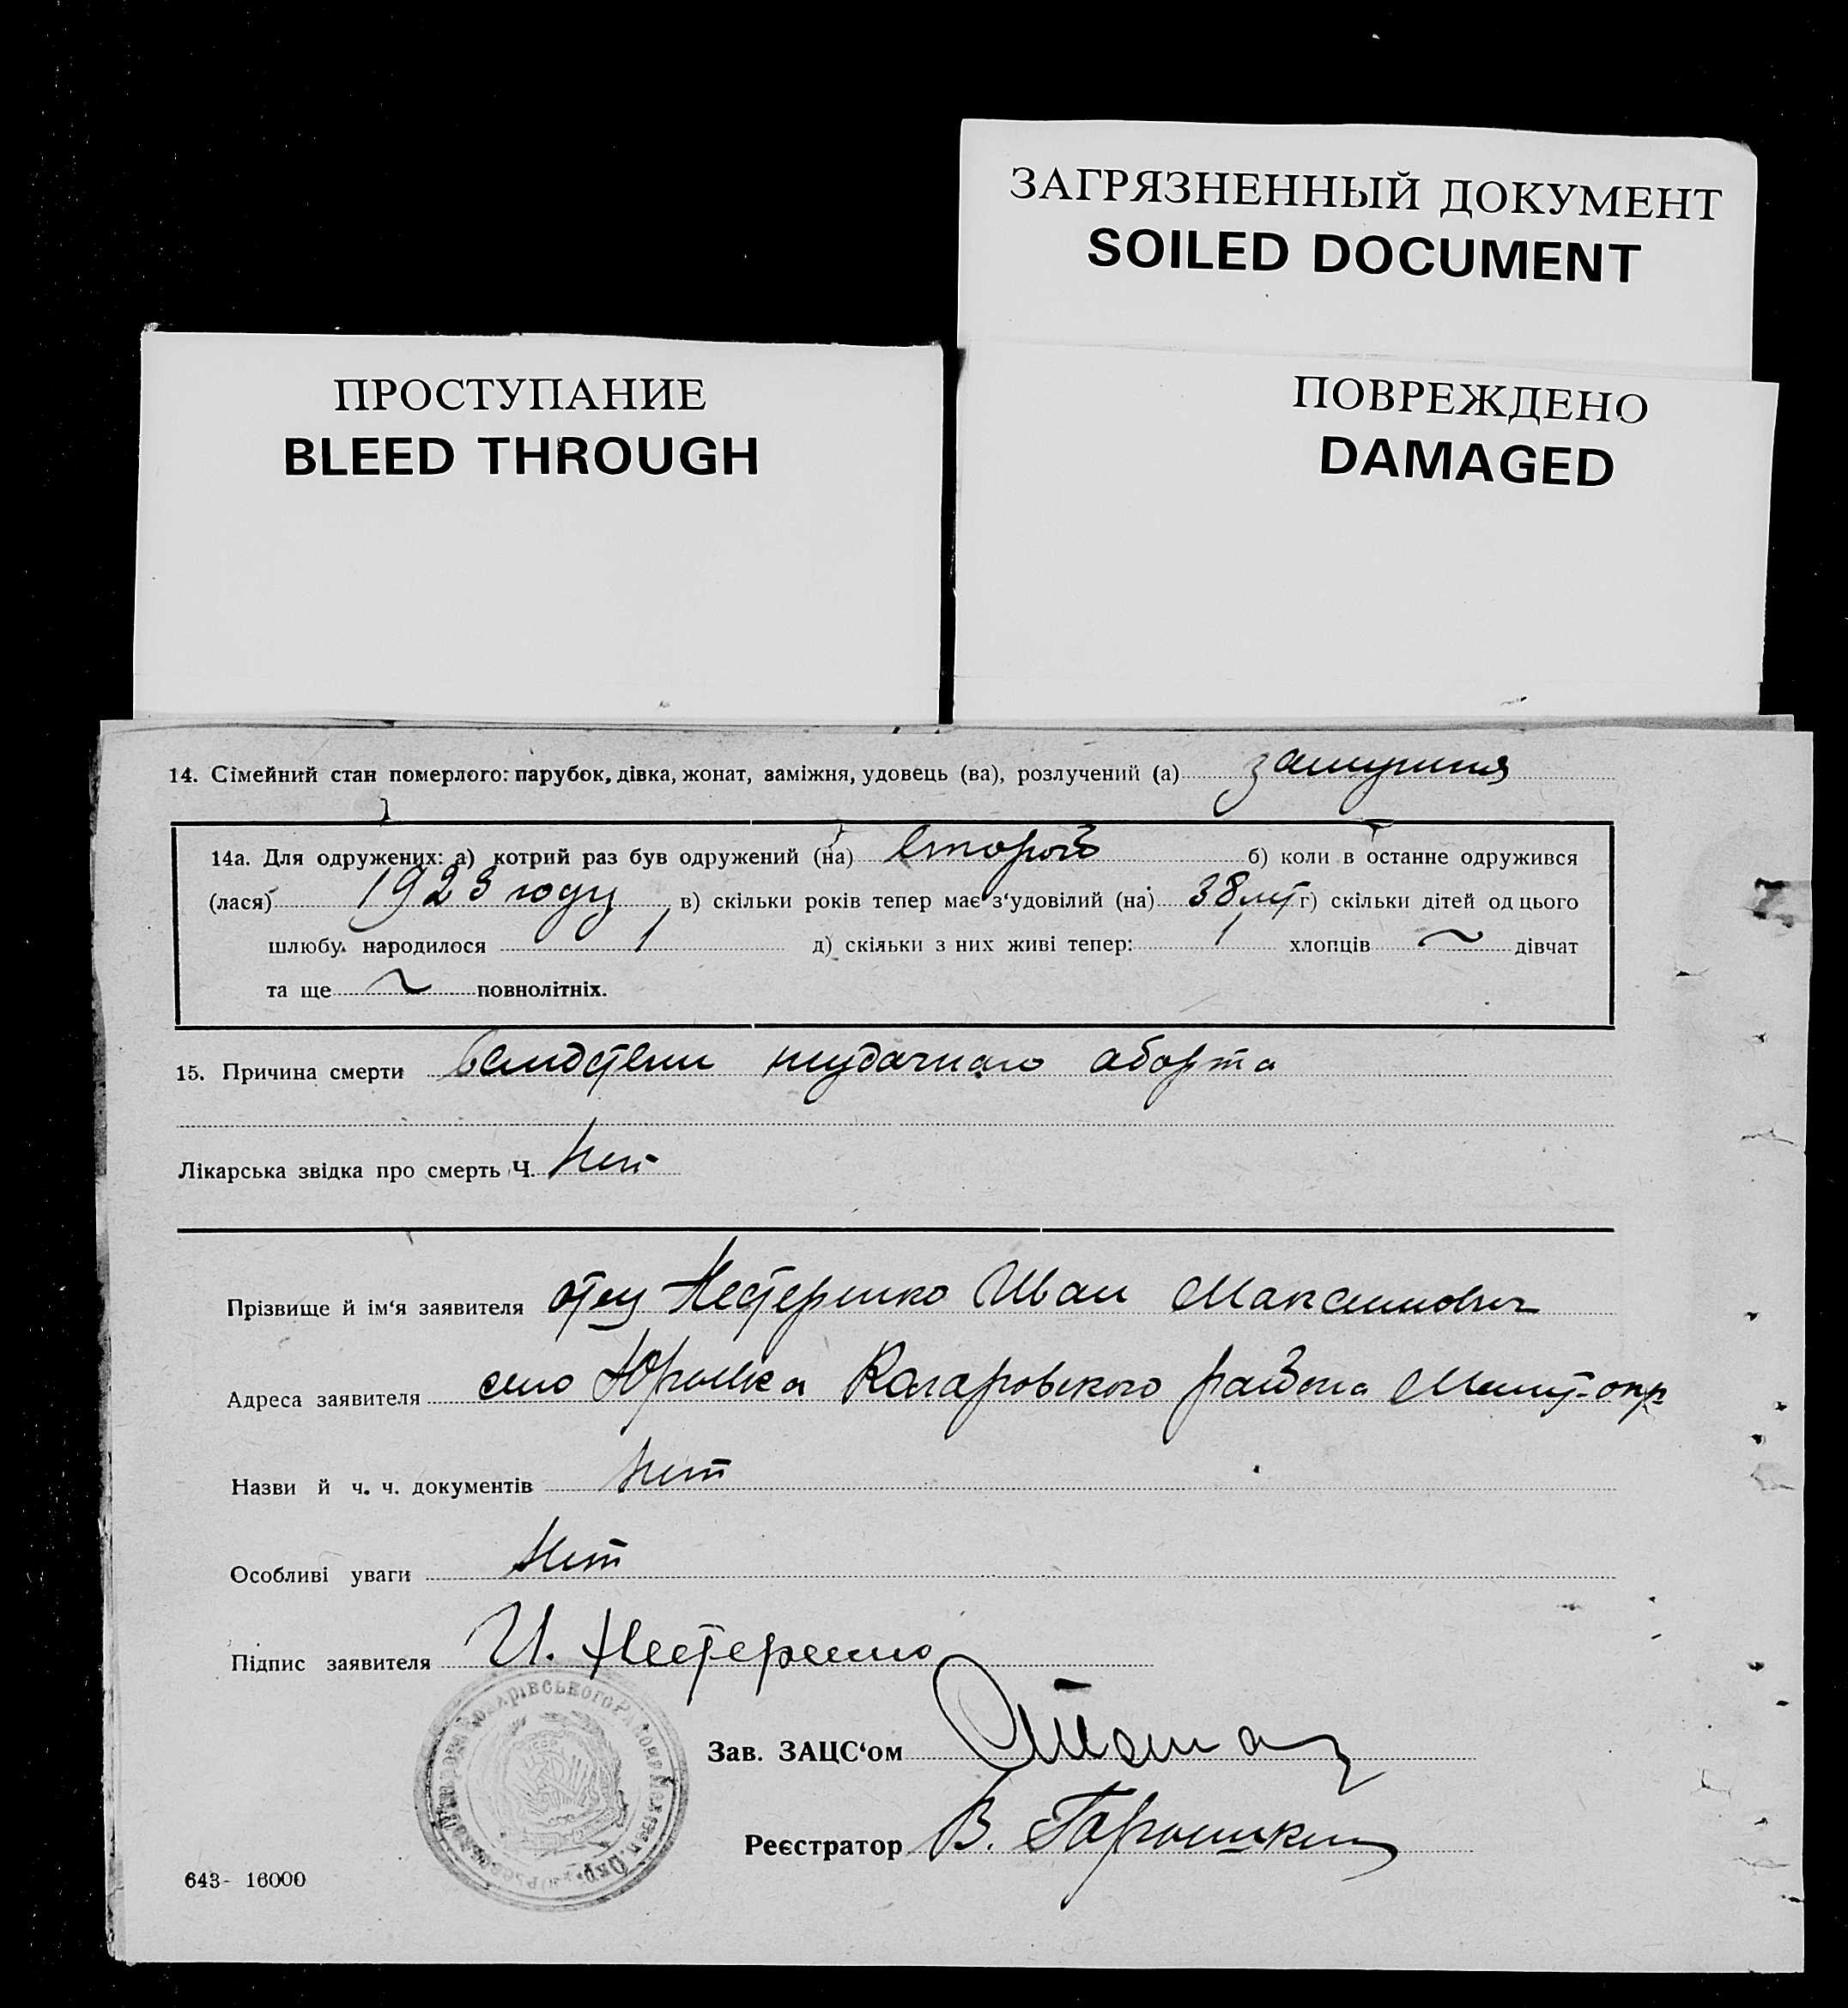 ЗАГРЯЗНЕННЫЙ ДОКУМЕНТ
SOILED DOCUMENT
ПРОСТУПАНИЕ
BLEED THROUGH
ПОВРЕЖДЕНО
DAMAGED
14. Сімейний стан померлого: парубок, дівка, жонат, заміжня, удовець (ва), розлучений (а) замужния
14а. Для одружених: а) котрий раз був одружений (на) второй б) коли в останне одружився
(лася) 1923 году в) скільки років тепер має з'удовілий (на) 38 лет г) скільки дітей од цього
шлюбу народилося 1 д) скільки з них живі тепер: 1 хлопців ~ дівчат
та ще ~ повнолітніх.
15. Причина смерти неудачного аборта
Лікарська звідка про смерть Ч. Нет
Прізвище й ім'я заявителя отец Нестеренко Иван Максимович
Адреса заявителя село Юрьевка района Мелит-окр
Назви й ч. ч. документів Нет
Особливі уваги Нет
Підпис заявителя И. Нестеренко
Зав. ЗАЦС'ом
Реєстратор В.
643- 16000